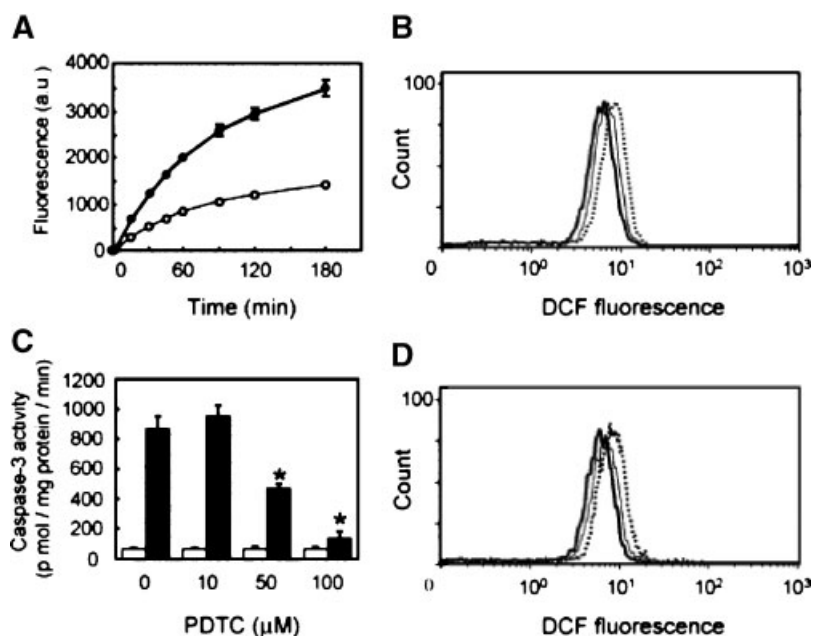 A
Fluorescence (a.u)
4000
3000
2000
1000
0
0 60 120 180
Time (min)
B
Count
100
0 10⁰ 10¹ 10² 10³
DCF fluorescence
C
Caspase-3 activity
(p mol / mg protein / min)
1200
1000
800
600
400
200
0
★
★
0 10 50 100
PDTC (μM)
D
Count
100
0 10⁰ 10¹ 10² 10³
DCF fluorescence